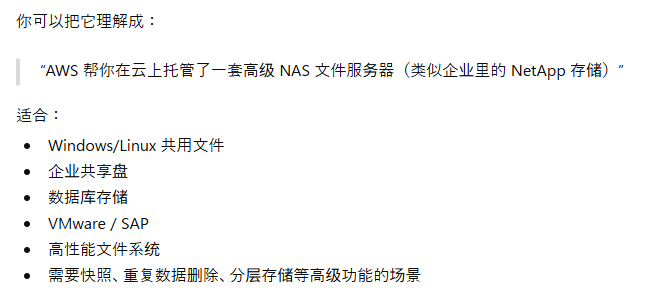 你可以把它理解成：
“AWS 帮你在云上托管了一套高级 NAS 文件服务器（类似企业里的 NetApp 存储）”
适合：
• Windows/Linux 共用文件
• 企业共享盘
• 数据库存储
• VMware / SAP
• 高性能文件系统
• 需要快照、重复数据删除、分层存储等高级功能的场景